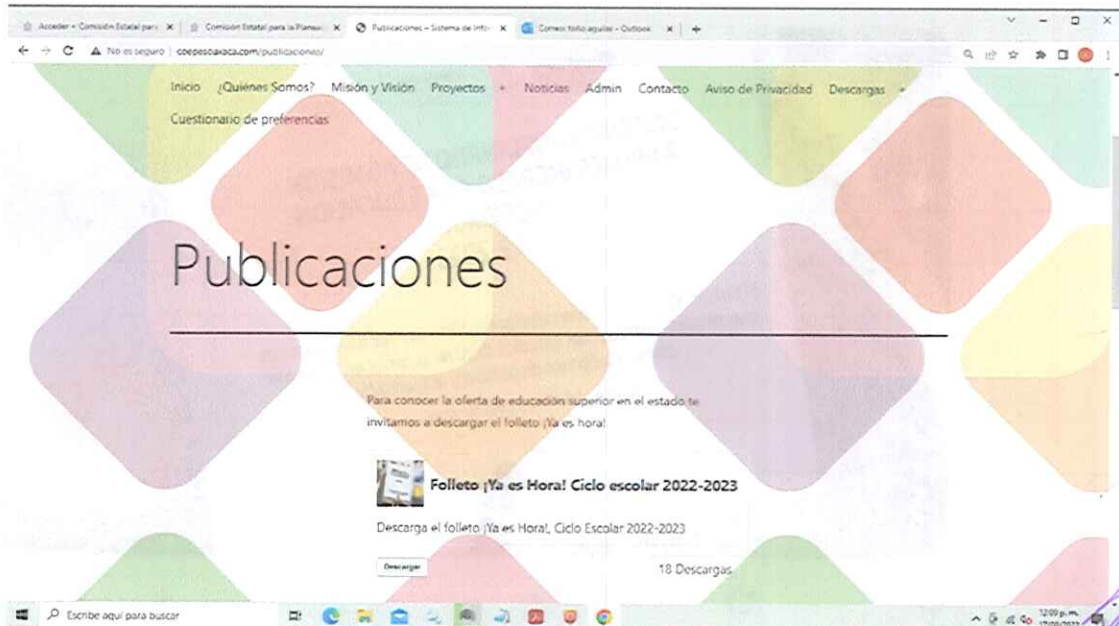 Acceder ‹ Comisión Estatal para
Comisión Estatal para la Planeac
Publicaciones – Sistema de Info
Correo: toño aguilar - Outlook
No es seguro | coepesoaxaca.com/publicaciones/
Inicio ¿Quiénes Somos? Misión y Visión Proyectos Noticias Admin Contacto Aviso de Privacidad Descargas
Cuestionario de preferencias
Publicaciones
Para conocer la oferta de educación superior en el estado te
invitamos a descargar el folleto ¡Ya es hora!
Folleto ¡Ya es Hora! Ciclo escolar 2022-2023
Descarga el folleto ¡Ya es Hora!, Ciclo Escolar 2022-2023
Descargar
18 Descargas
Escribe aquí para buscar
12:09 p. m.